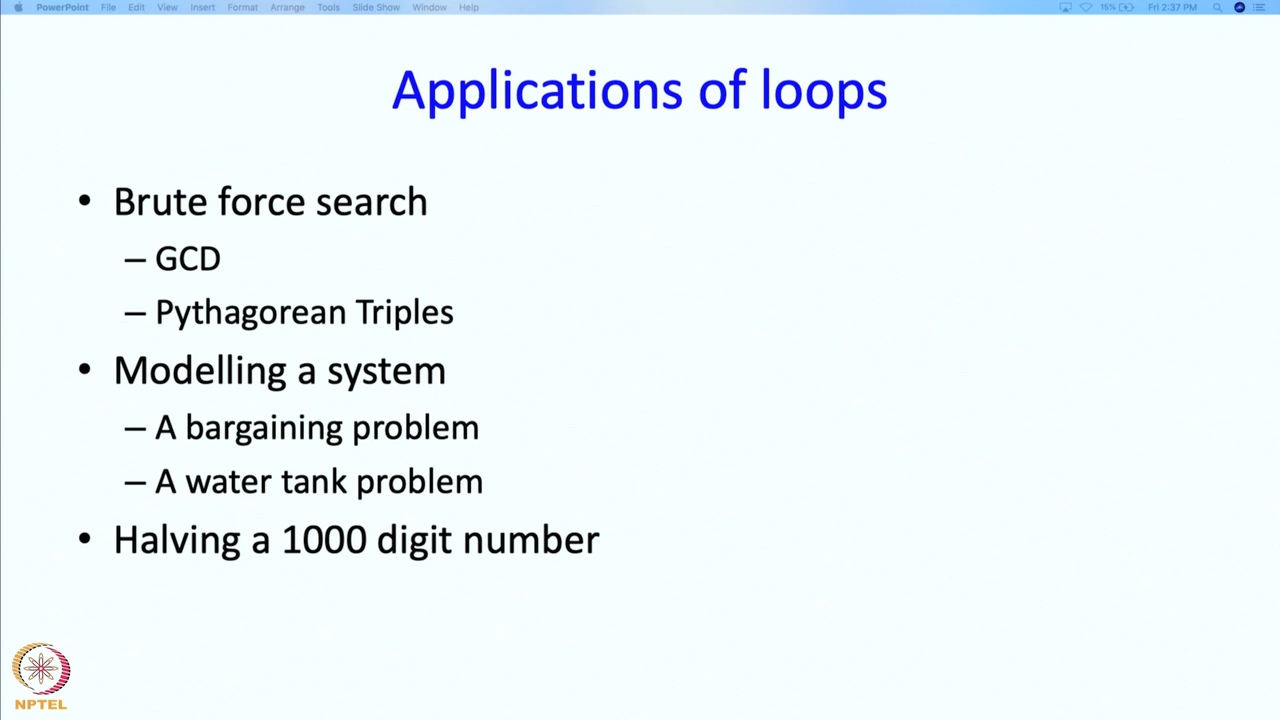 PowerPoint File Edit View Insert Format Arrange Tools Slide Show Window Help 15% Fri 2:37 PM
Applications of loops
• Brute force search
– GCD
– Pythagorean Triples
• Modelling a system
– A bargaining problem
– A water tank problem
• Halving a 1000 digit number
NPTEL